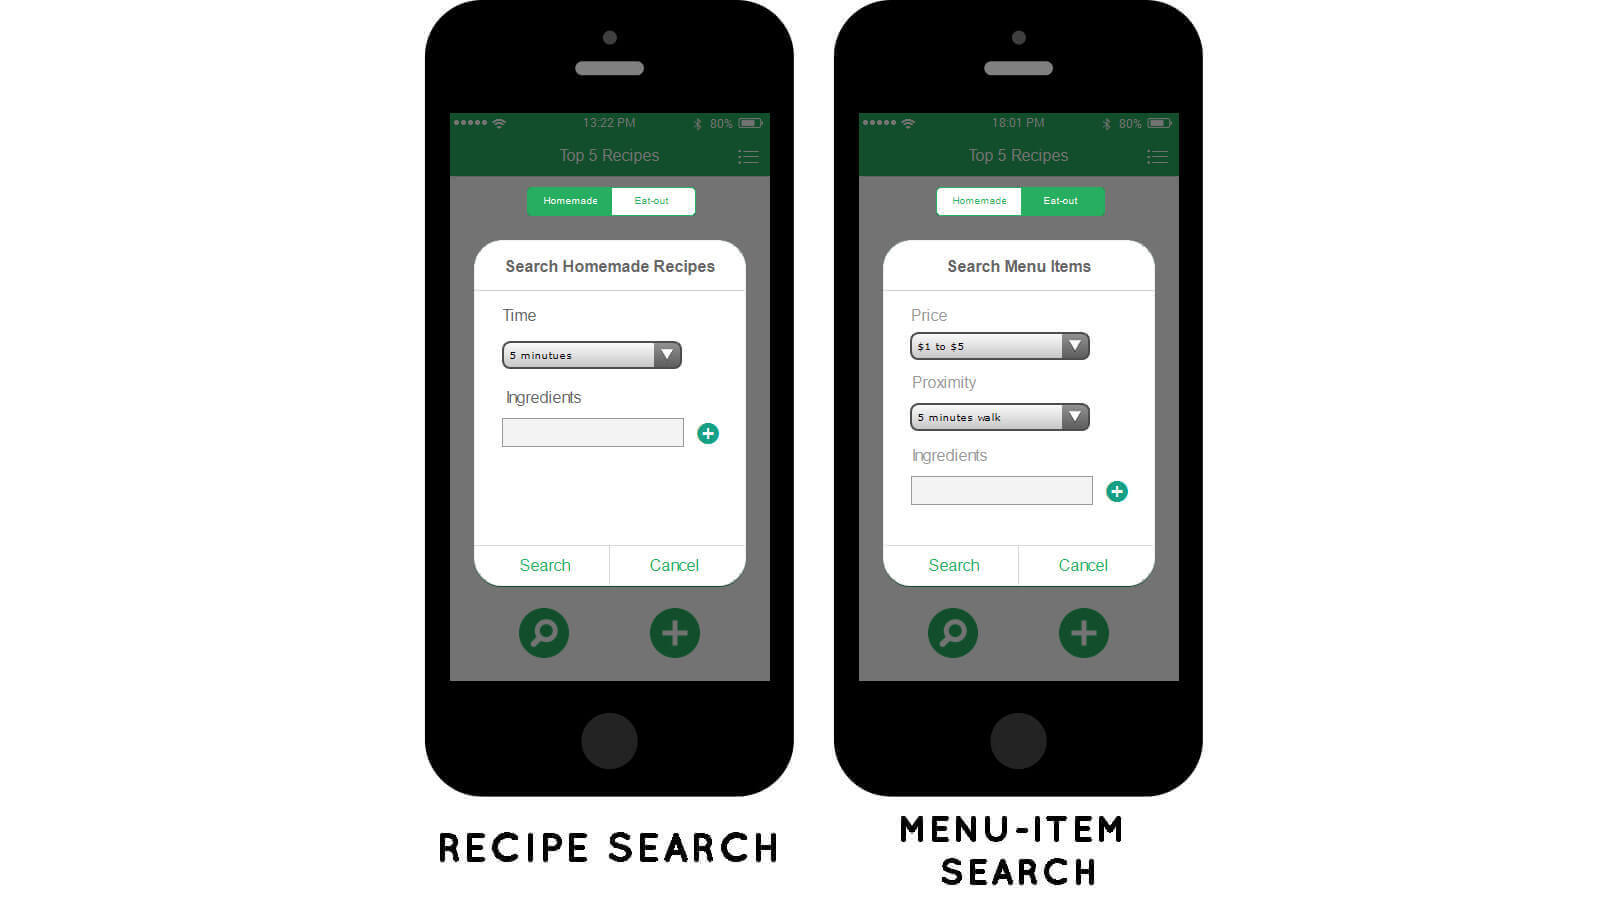 13:22 PM
80%
Top 5 Recipes
Homemade
Eat-out
Search Homemade Recipes
Time
5 minutues
Ingredients
Search
Cancel
RECIPE SEARCH
18:01 PM
80%
Top 5 Recipes
Homemade
Eat-out
Search Menu Items
Price
$1 to $5
Proximity
5 minutes walk
Ingredients
Search
Cancel
MENU-ITEM
SEARCH